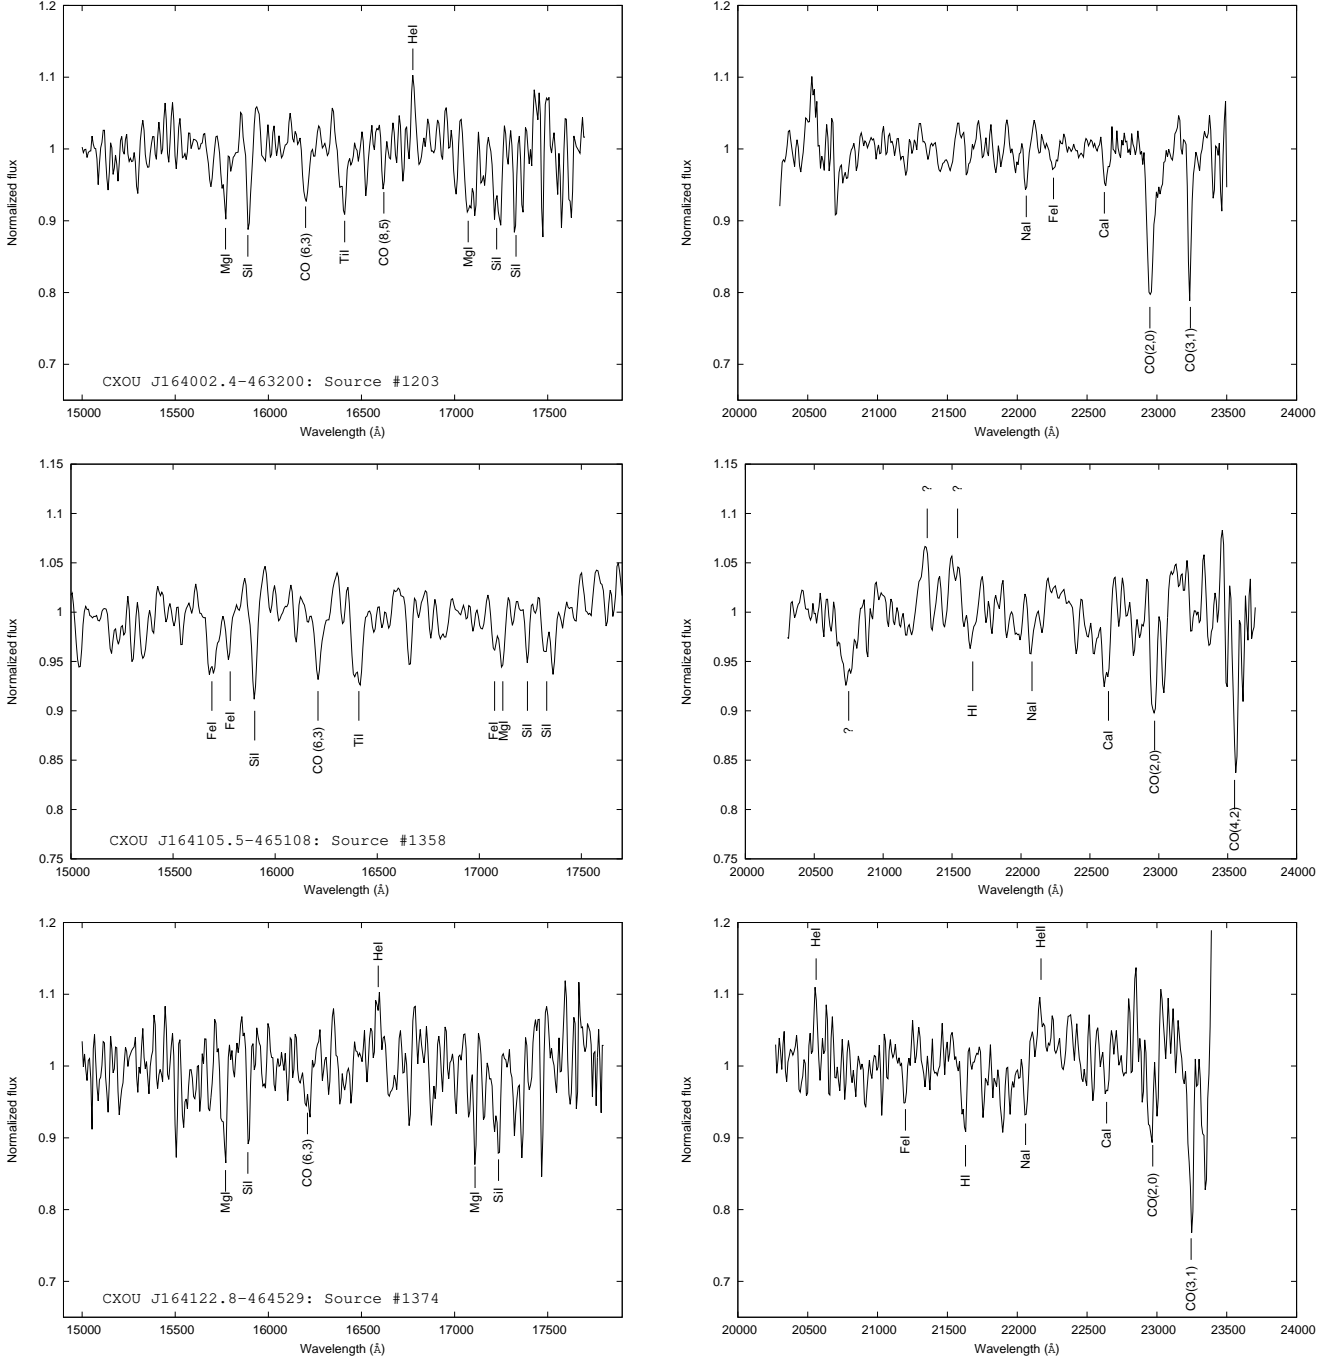 1.2
1.1
1
0.9
0.8
0.7
Normalized flux
HeI
MgI
SiI
CO (6,3)
TiI
CO (8,5)
MgI
SiI
SiI
CXOU J164002.4-463200: Source #1203
15000 15500 16000 16500 17000 17500
Wavelength (Å)
1.2
1.1
1
0.9
0.8
0.7
Normalized flux
NaI
FeI
CaI
CO(2,0)
CO(3,1)
20000 20500 21000 21500 22000 22500 23000 23500 24000
Wavelength (Å)
1.15
1.1
1.05
1
0.95
0.9
0.85
0.8
0.75
Normalized flux
FeI
FeI
SiI
CO (6,3)
TiI
FeI
MgI
SiI
SiI
CXOU J164105.5-465108: Source #1358
15000 15500 16000 16500 17000 17500
Wavelength (Å)
1.15
1.1
1.05
1
0.95
0.9
0.85
0.8
0.75
Normalized flux
?
?
?
HI
NaI
CaI
CO(2,0)
CO(4,2)
20000 20500 21000 21500 22000 22500 23000 23500 24000
Wavelength (Å)
1.2
1.1
1
0.9
0.8
0.7
Normalized flux
HeI
MgI
SiI
CO (6,3)
MgI
SiI
CXOU J164122.8-464529: Source #1374
15000 15500 16000 16500 17000 17500
Wavelength (Å)
1.2
1.1
1
0.9
0.8
0.7
Normalized flux
HeI
HeII
FeI
HI
NaI
CaI
CO(2,0)
CO(3,1)
20000 20500 21000 21500 22000 22500 23000 23500 24000
Wavelength (Å)